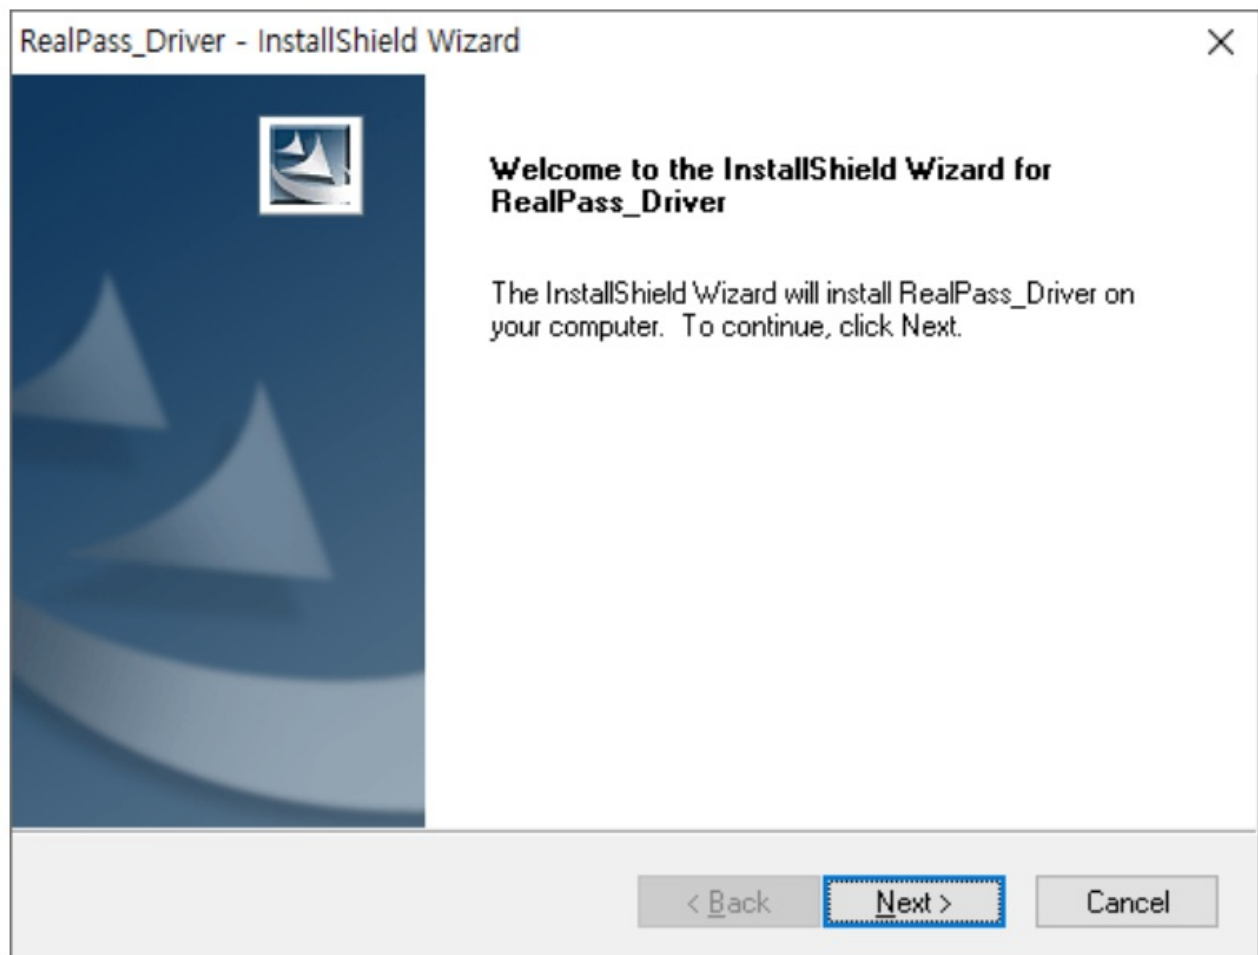 RealPass_Driver - InstallShield Wizard
Welcome to the InstallShield Wizard for
RealPass_Driver
The InstallShield Wizard will install RealPass_Driver on
your computer.  To continue, click Next.
< Back
Next >
Cancel